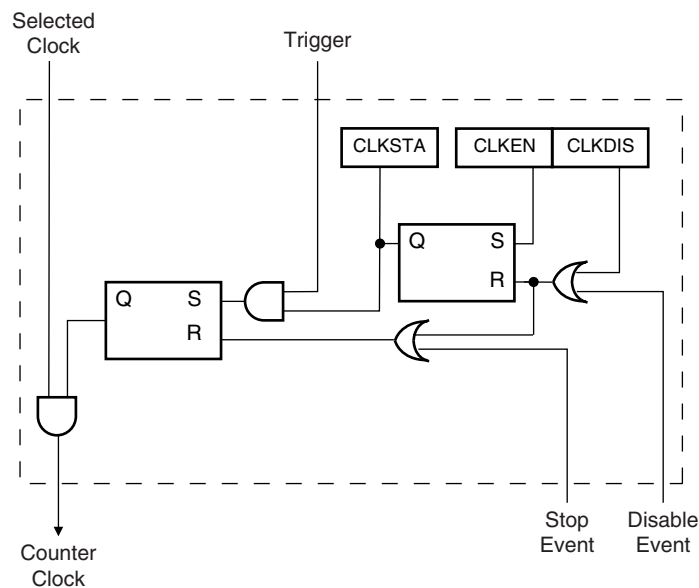 Selected
Clock
Trigger
CLKSTA
CLKEN
CLKDIS
Q
S
R
Q
S
R
Stop
Event
Disable
Event
Counter
Clock